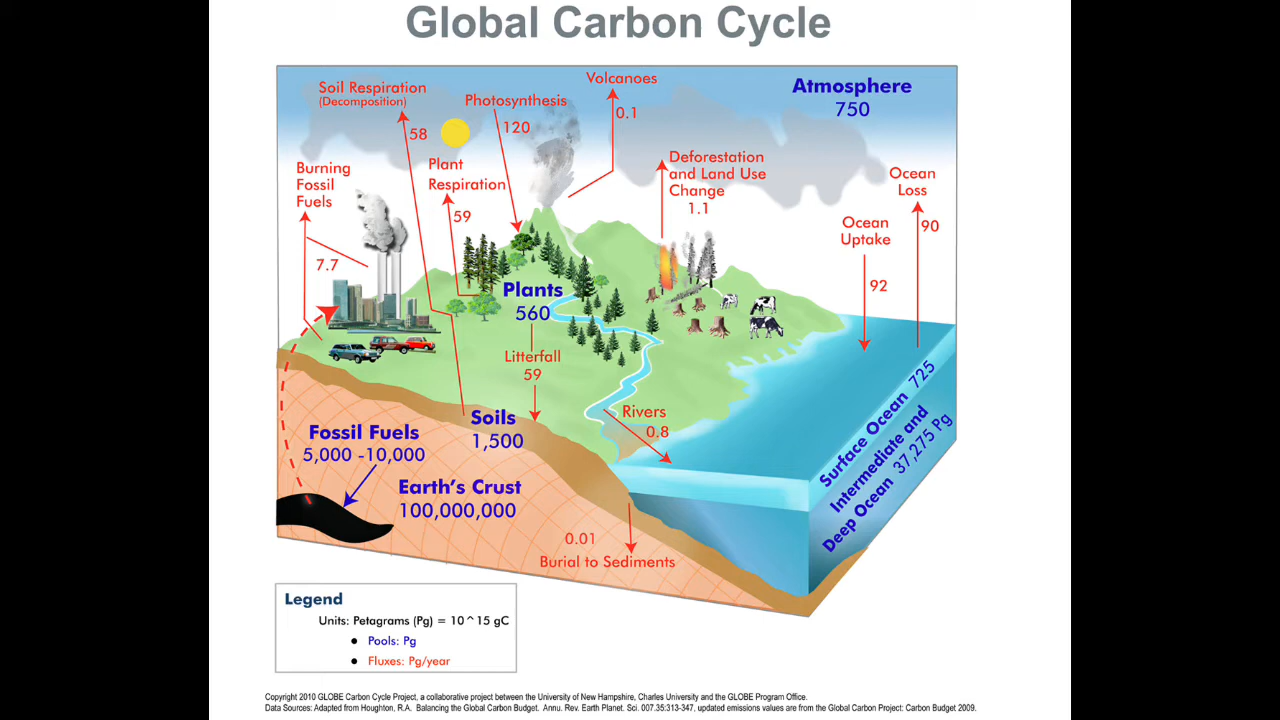 Global Carbon Cycle
Volcanoes
0.1
Atmosphere
750
Soil Respiration
(Decomposition)
58
Photosynthesis
120
Plant
Respiration
59
Burning
Fossil
Fuels
7.7
Deforestation
and Land Use
Change
1.1
Ocean
Loss
90
Ocean
Uptake
92
Plants
560
Litterfall
59
Soils
1,500
Rivers
0.8
Fossil Fuels
5,000 -10,000
Earth's Crust
100,000,000
Surface Ocean 725
Intermediate and
Deep Ocean 37,275 Pg
0.01
Burial to Sediments
Legend
Units: Petagrams (Pg) = 10^15 gC
● Pools: Pg
● Fluxes: Pg/year
Copyright 2010 GLOBE Carbon Cycle Project, a collaborative project between the University of New Hampshire, Charles University and the GLOBE Program Office.
Data Sources: Adapted from Houghton, R.A. Balancing the Global Carbon Budget. Annu. Rev. Earth Planet. Sci. 007.35:313-347, updated emissions values are from the Global Carbon Project: Carbon Budget 2009.